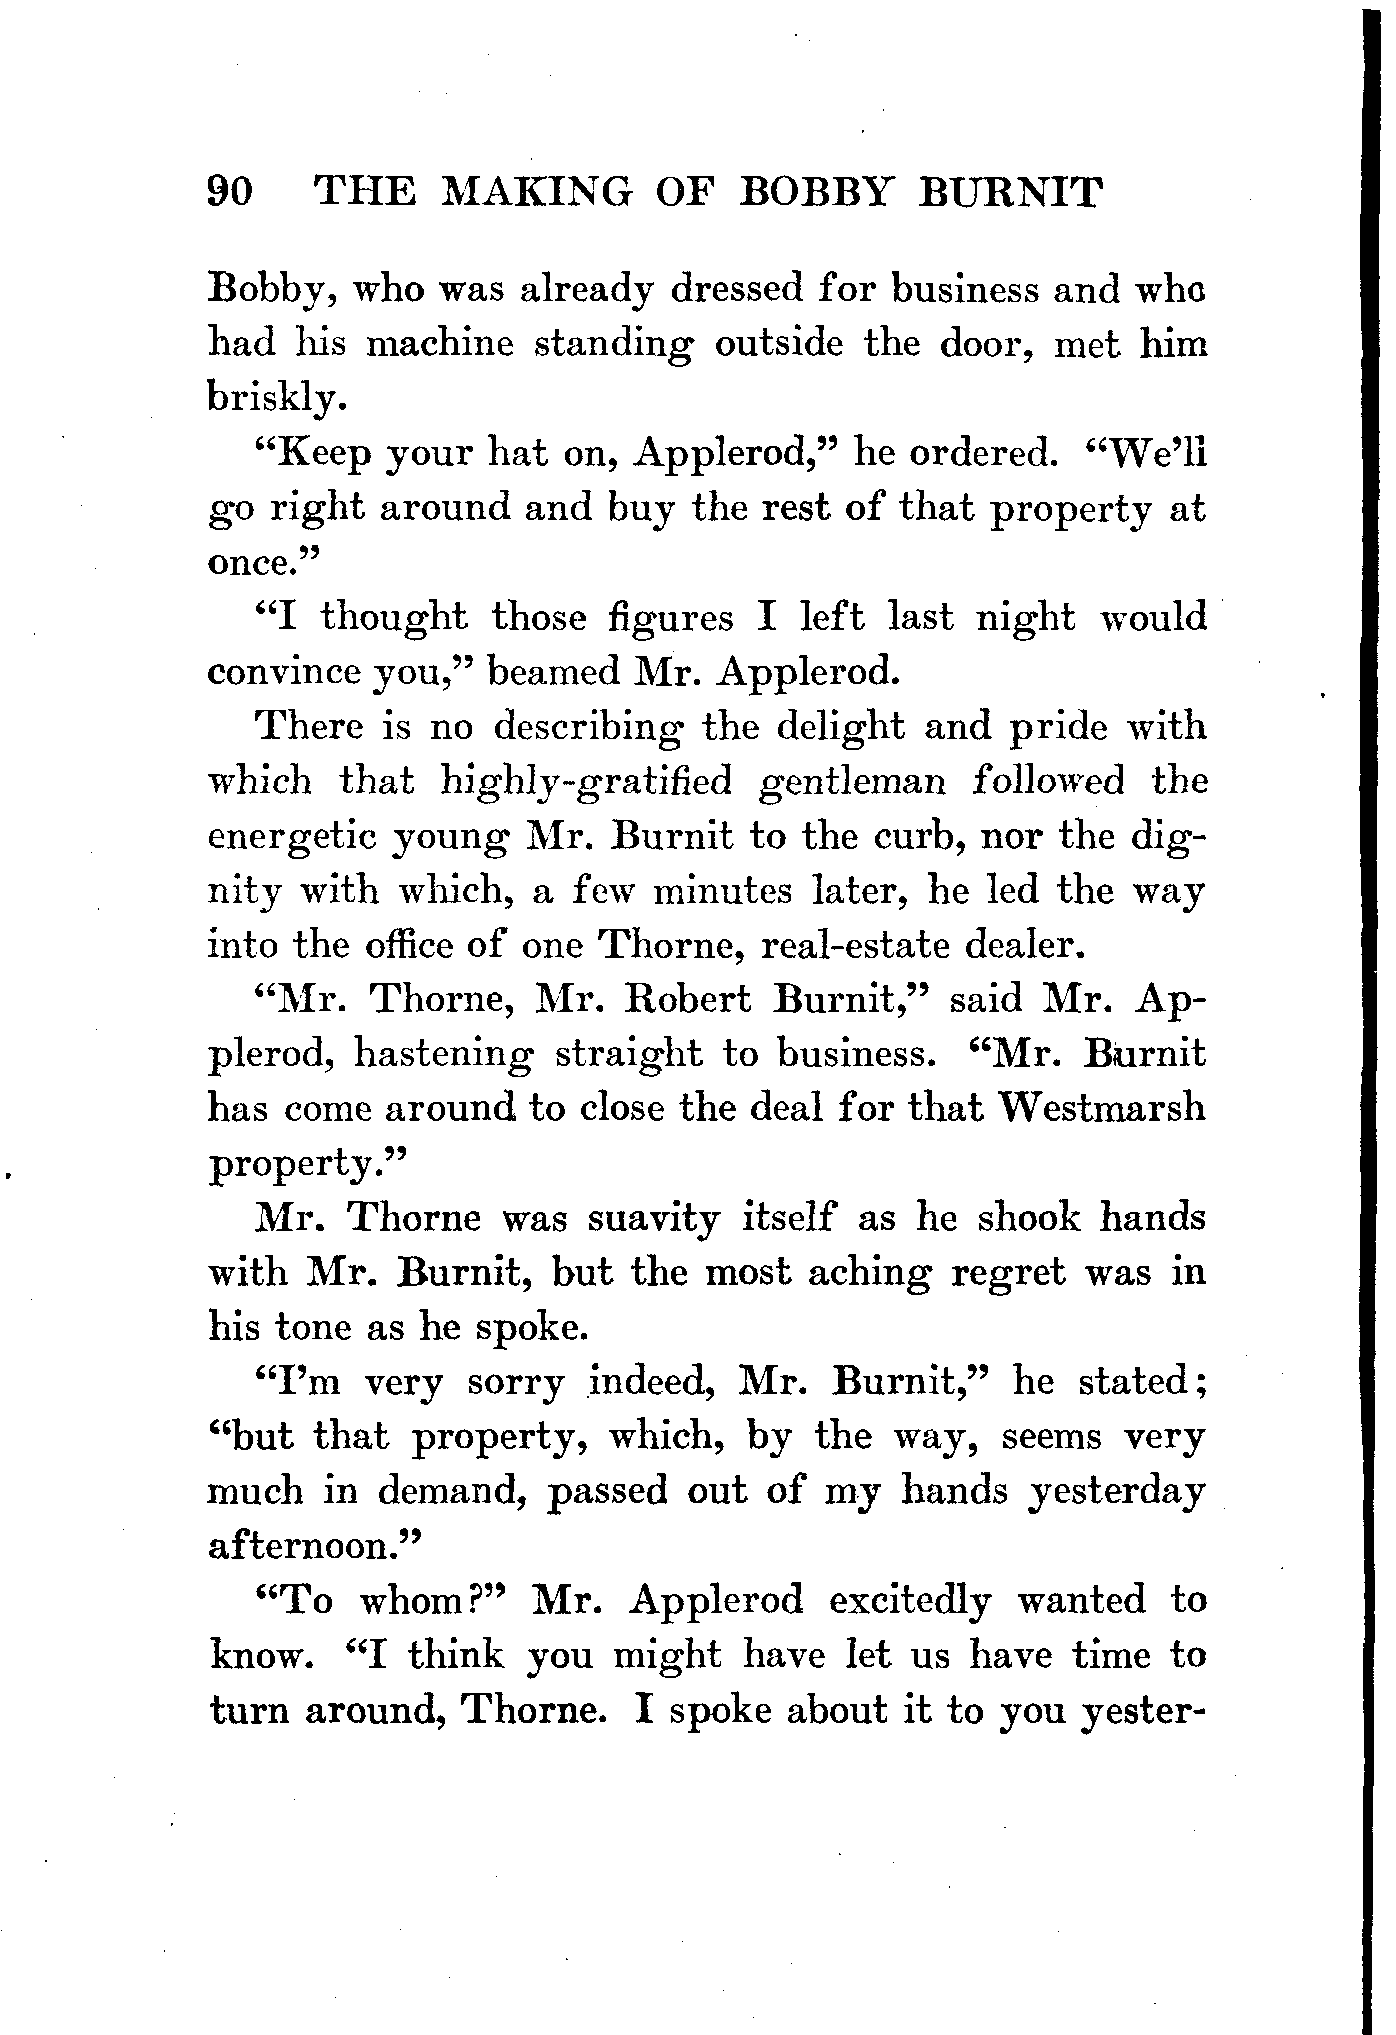 90 THE MAKING OF BOBBY BURNIT
Bobby, who was already dressed for business and who
had his machine standing outside the door, met him
briskly.
“Keep your hat on, Applerod,” he ordered. “We’ll
go right around and buy the rest of that property at
once.”
“I thought those figures I left last night would
convince you,” beamed Mr. Applerod.
There is no describing the delight and pride with
which that highly-gratified gentleman followed the
energetic young Mr. Burnit to the curb, nor the dig-
nity with which, a few minutes later, he led the way
into the office of one Thorne, real-estate dealer.
“Mr. Thorne, Mr. Robert Burnit,” said Mr. Ap-
plerod, hastening straight to business. “Mr. Burnit
has come around to close the deal for that Westmarsh
property.”
Mr. Thorne was suavity itself as he shook hands
with Mr. Burnit, but the most aching regret was in
his tone as he spoke.
“I’m very sorry indeed, Mr. Burnit,” he stated;
“but that property, which, by the way, seems very
much in demand, passed out of my hands yesterday
afternoon.”
“To whom?” Mr. Applerod excitedly wanted to
know. “I think you might have let us have time to
turn around, Thorne. I spoke about it to you yester-